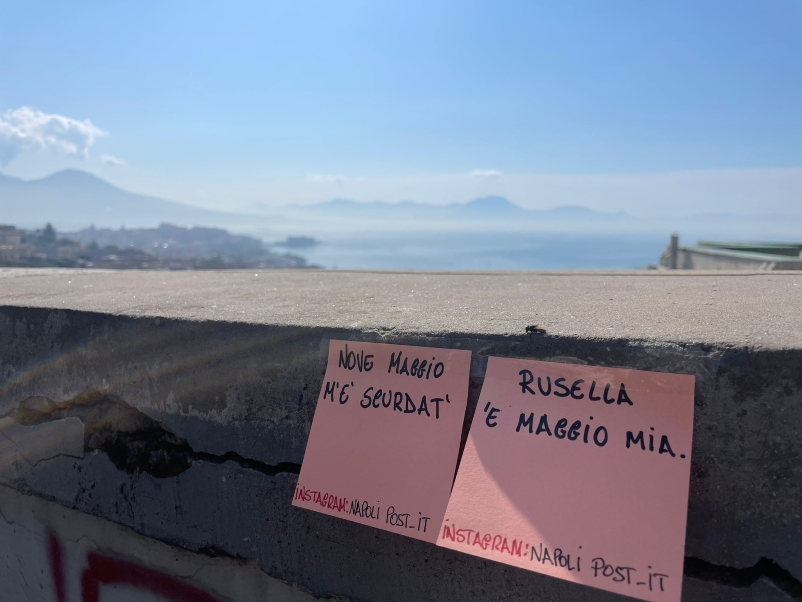 NOVE MAGGIO
M'E' SCURDAT'
INSTAGRAM: NAPOLI POST_IT
RUSELLA
'E MAGGIO MIA.
INSTAGRAM: NAPOLI POST_IT